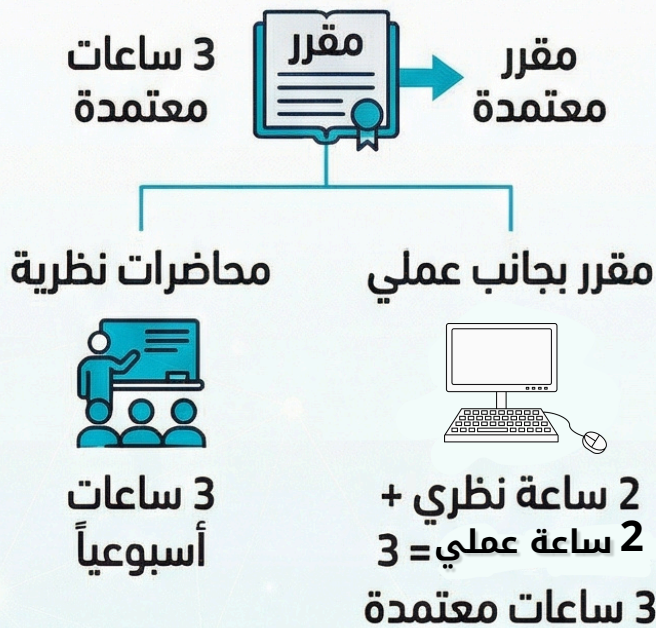 مقرر
معتمدة
مقرر
3 ساعات
معتمدة
مقرر بجانب عملي
2 ساعة نظري +
2 ساعة عملي = 3
3 ساعات معتمدة
محاضرات نظرية
3 ساعات
أسبوعياً